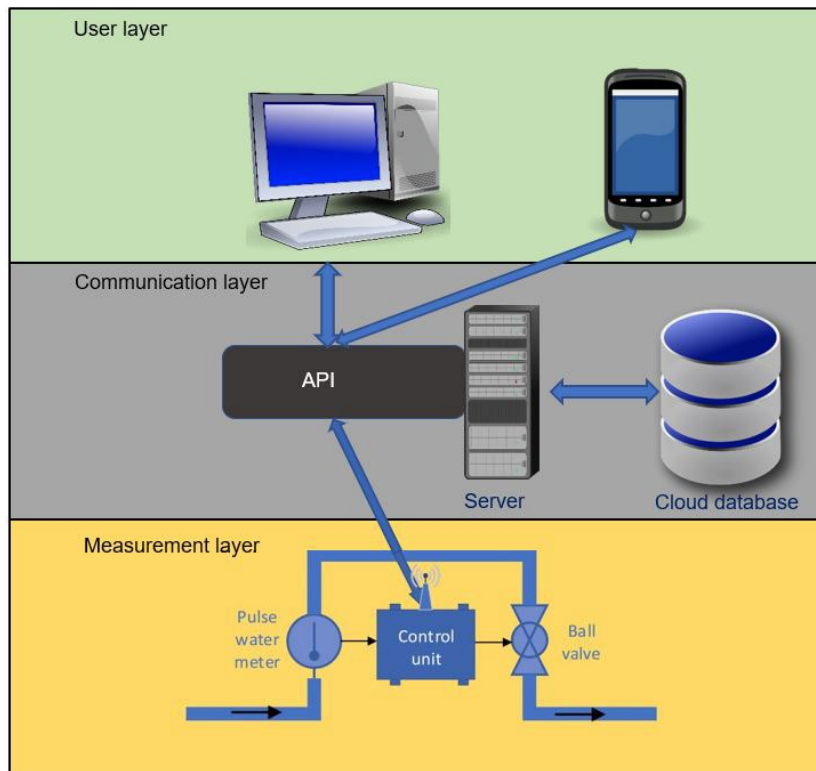 User layer
Communication layer
API
Server
Cloud database
Measurement layer
Pulse
water
meter
Control
unit
Ball
valve